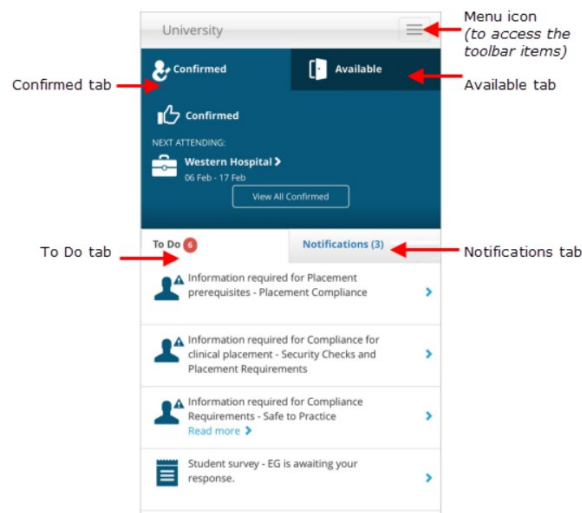 University
Menu icon
(to access the
toolbar items)
Confirmed tab
Confirmed
Available
Available tab
Confirmed
NEXT ATTENDING:
Western Hospital
06 Feb - 17 Feb
View All Confirmed
To Do tab
To Do 6
Notifications (3)
Notifications tab
Information required for Placement
prerequisites - Placement Compliance
Information required for Compliance for
clinical placement - Security Checks and
Placement Requirements
Information required for Compliance
Requirements - Safe to Practice
Read more
Student survey - EG is awaiting your
response.